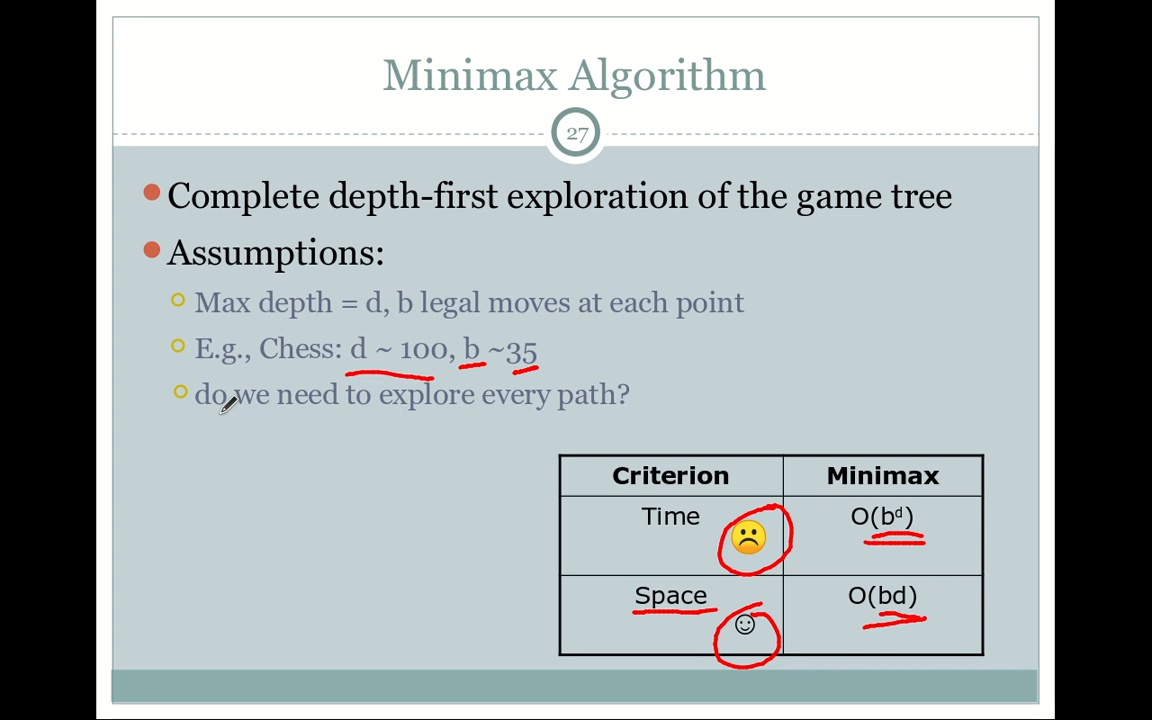 Minimax Algorithm
27
Complete depth-first exploration of the game tree
Assumptions:
Max depth = d, b legal moves at each point
E.g., Chess: d ~ 100, b ~35
do we need to explore every path?
Criterion Minimax
Time O(bᵈ)
Space O(bd)